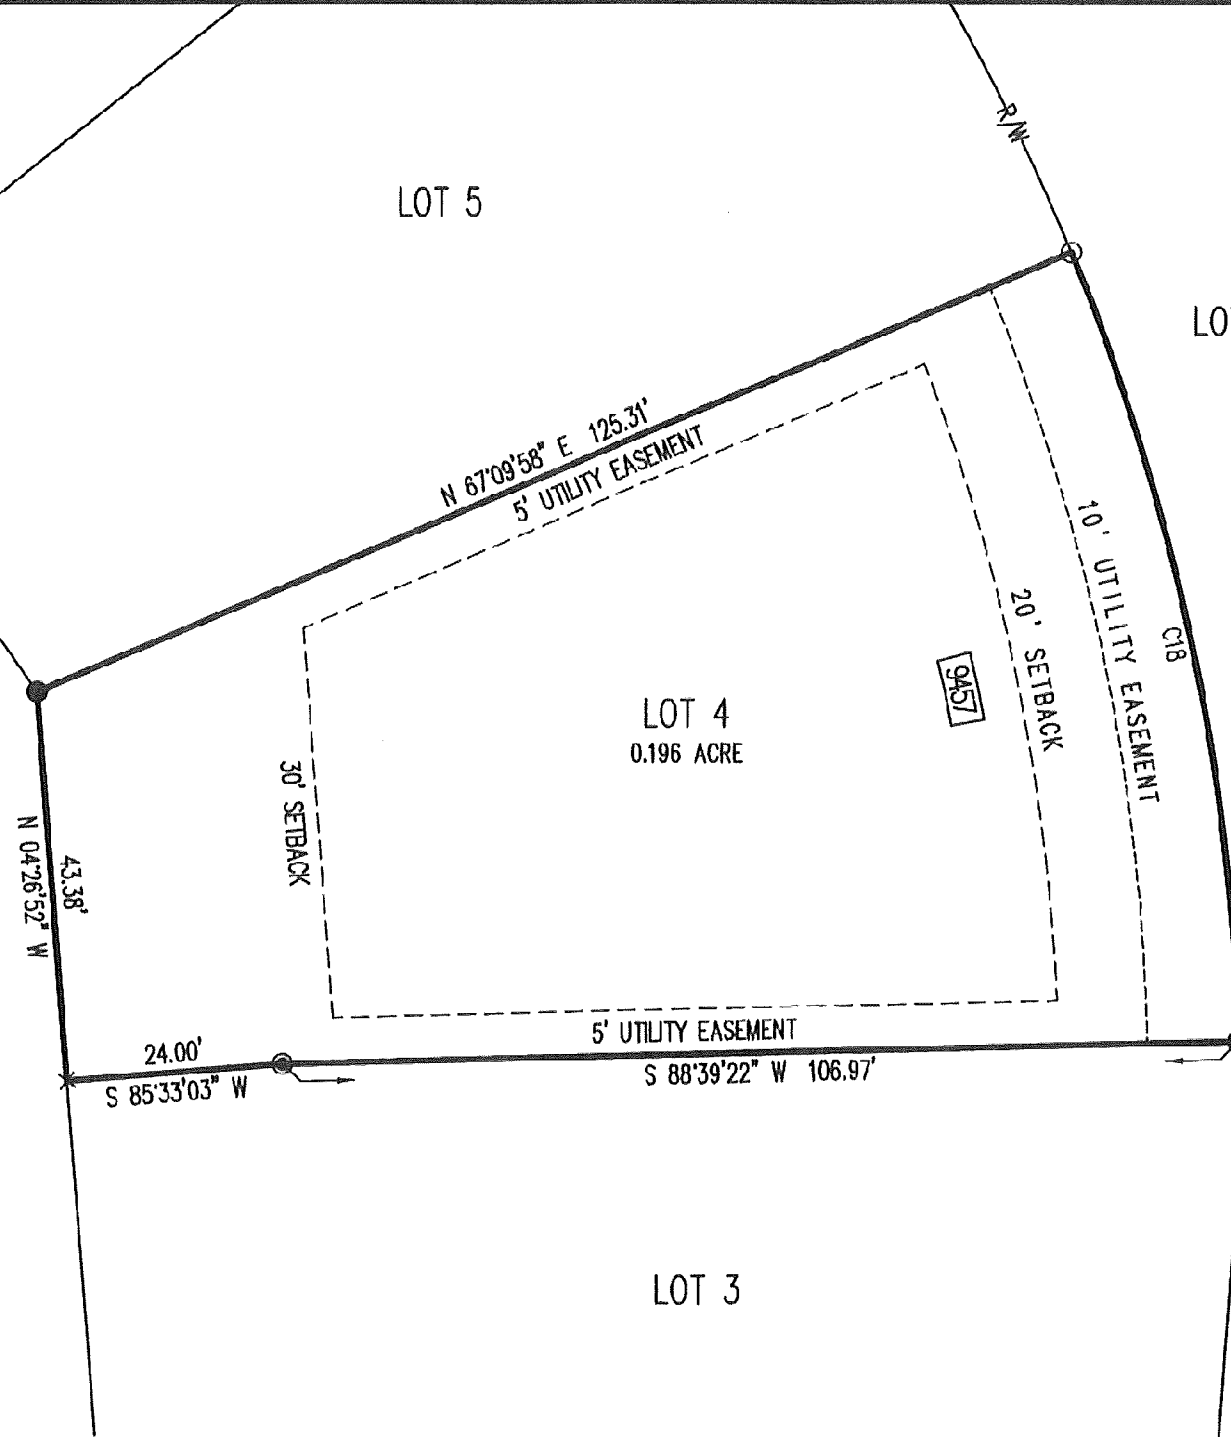 R/W
LOT 5
LO
N 67°09'58" E 125.31'
5' UTILITY EASEMENT
10' UTILITY EASEMENT
C18
20' SETBACK
9457
LOT 4
0.196 ACRE
30' SETBACK
43.38'
N 04°26'52" W
5' UTILITY EASEMENT
24.00'
S 85°33'03" W
S 88°39'22" W 106.97'
LOT 3